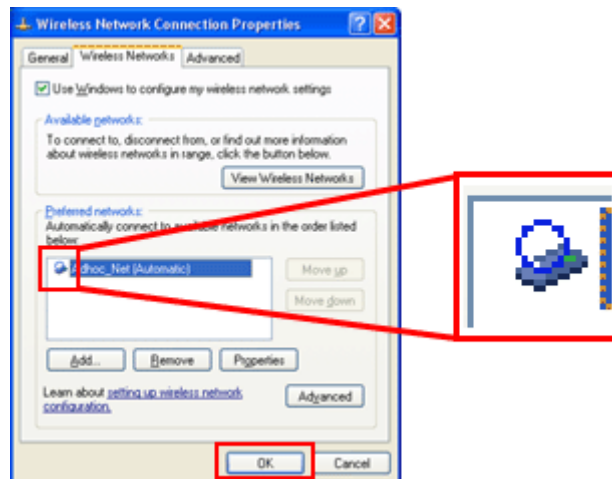 Wireless Network Connection Properties
General Wireless Networks Advanced
Use Windows to configure my wireless network settings
Available networks:
To connect to, disconnect from, or find out more information
about wireless networks in range, click the button below.
View Wireless Networks
Preferred networks:
Automatically connect to available networks in the order listed
below:
Adhoc_Net (Automatic)
Move up
Move down
Add... Remove Properties
Learn about setting up wireless network
configuration.
Advanced
OK Cancel